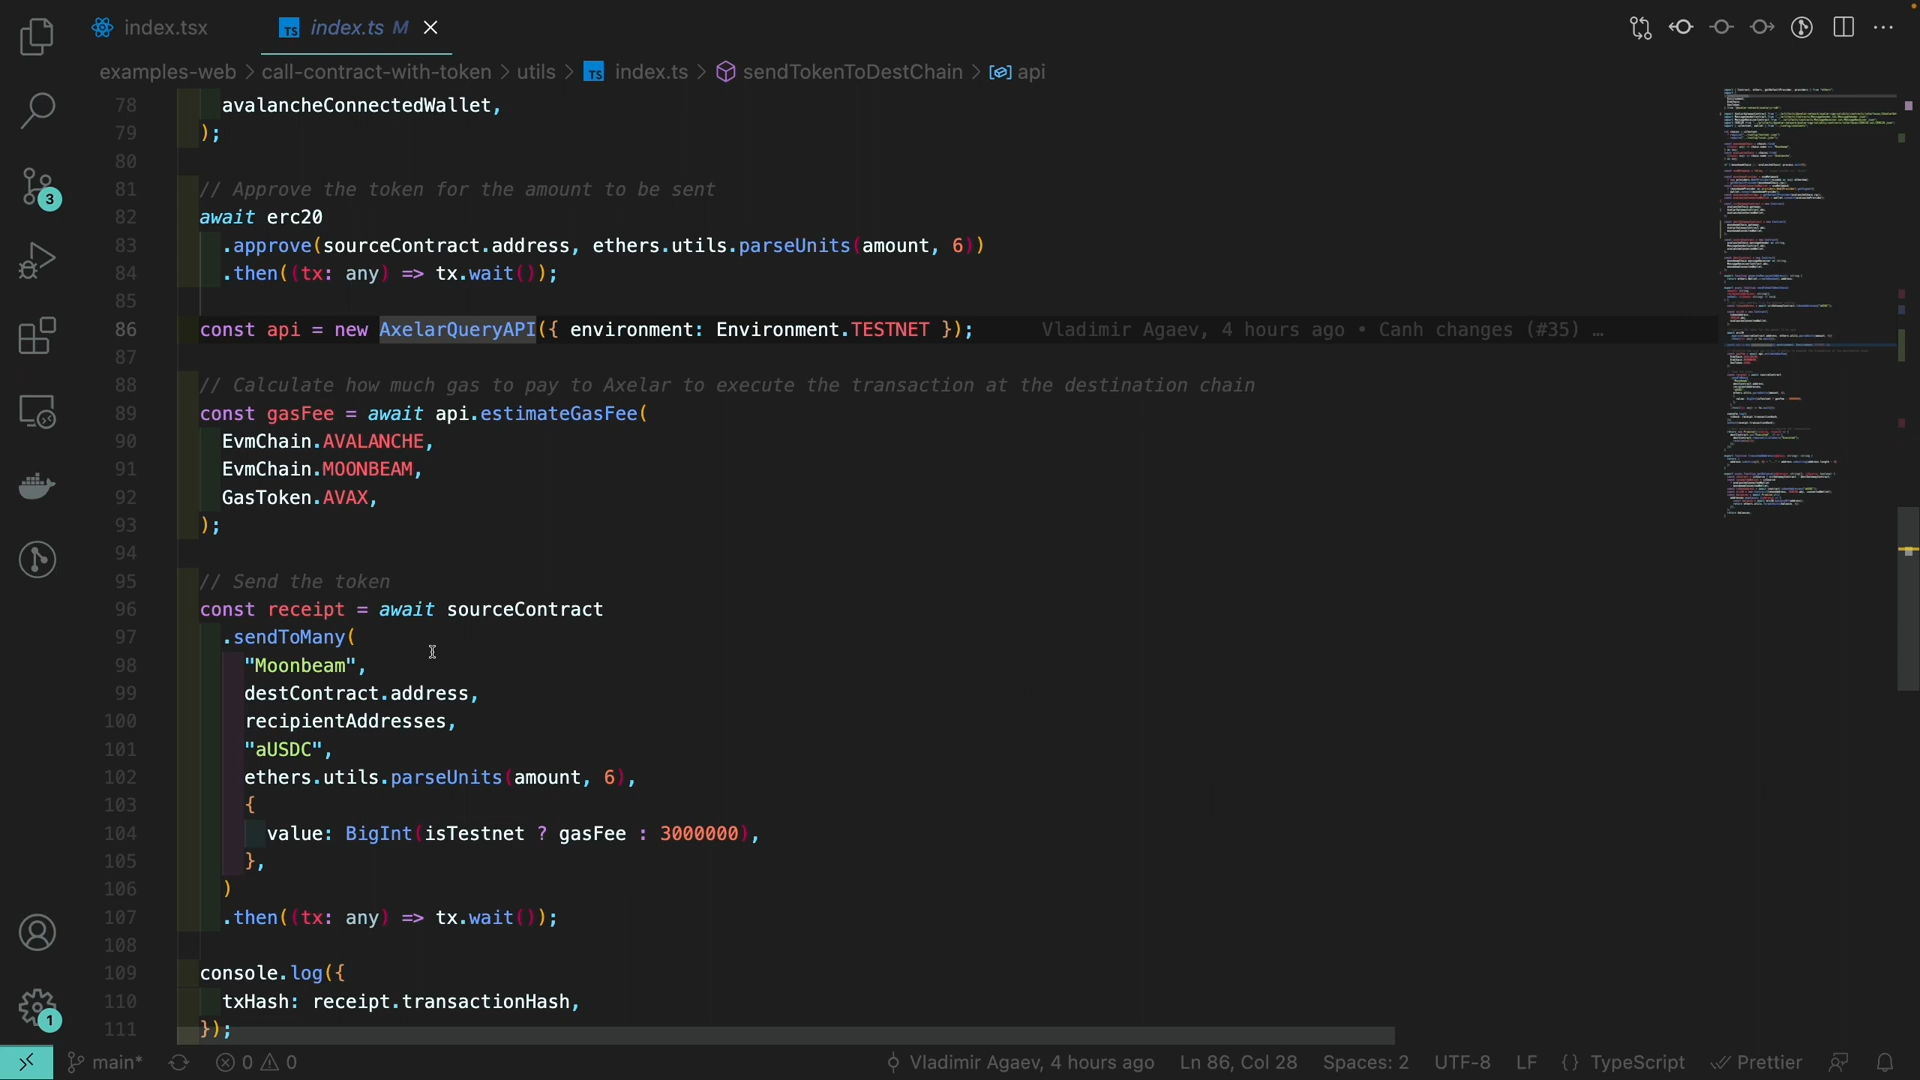 index.tsx
TS index.ts M
examples-web > call-contract-with-token > utils > TS index.ts > sendTokenToDestChain > api
78 avalancheConnectedWallet,
79 );
80
81 // Approve the token for the amount to be sent
82 await erc20
83 .approve(sourceContract.address, ethers.utils.parseUnits(amount, 6))
84 .then((tx: any) => tx.wait());
85
86 const api = new AxelarQueryAPI({ environment: Environment.TESTNET }); Vladimir Agaev, 4 hours ago • Canh changes (#35) …
87
88 // Calculate how much gas to pay to Axelar to execute the transaction at the destination chain
89 const gasFee = await api.estimateGasFee(
90 EvmChain.AVALANCHE,
91 EvmChain.MOONBEAM,
92 GasToken.AVAX,
93 );
94
95 // Send the token
96 const receipt = await sourceContract
97 .sendToMany(
98 "Moonbeam",
99 destContract.address,
100 recipientAddresses,
101 "aUSDC",
102 ethers.utils.parseUnits(amount, 6),
103 {
104 value: BigInt(isTestnet ? gasFee : 3000000),
105 },
106 )
107 .then((tx: any) => tx.wait());
108
109 console.log({
110 txHash: receipt.transactionHash,
111 });
3
1
main* 0 0 Vladimir Agaev, 4 hours ago Ln 86, Col 28 Spaces: 2 UTF-8 LF {} TypeScript Prettier